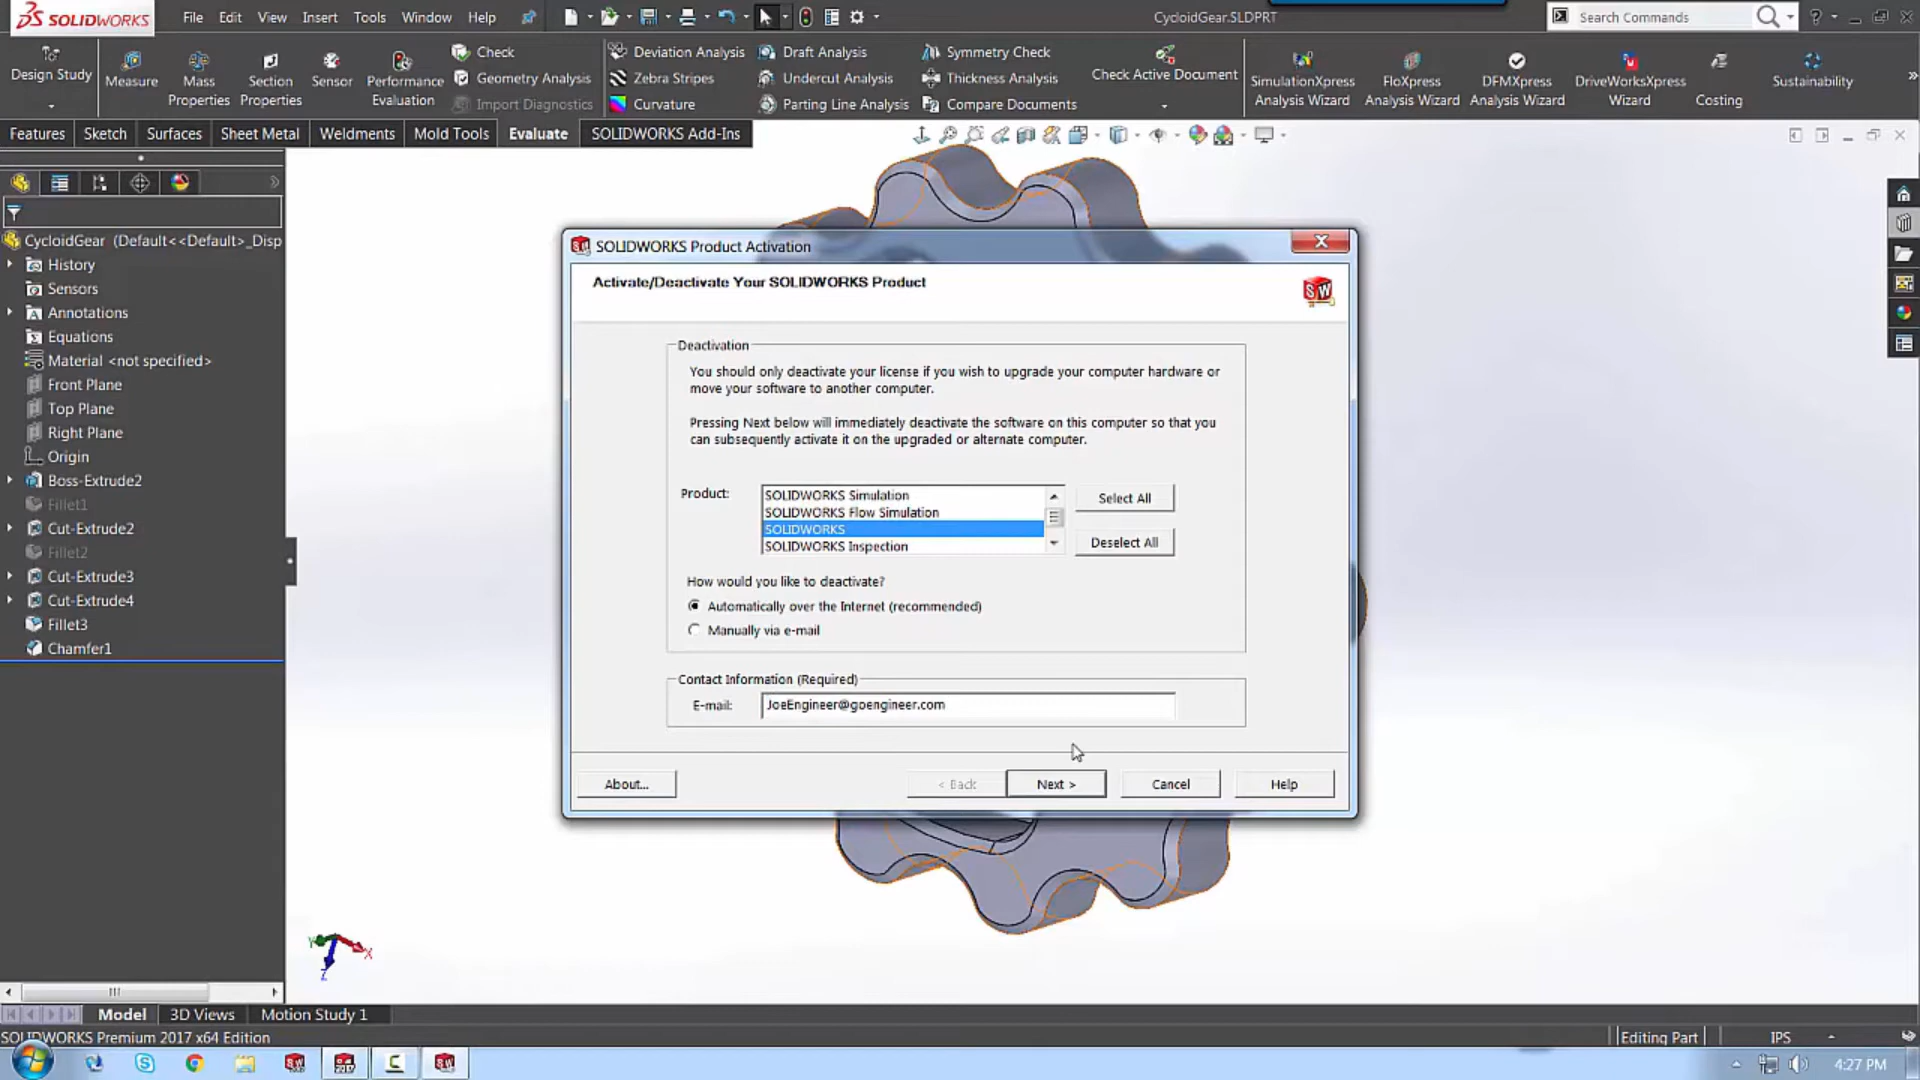 SOLIDWORKS File Edit View Insert Tools Window Help CycloidGear.SLDPRT Search Commands
Design Study
Measure
Mass Properties
Section Properties
Sensor
Performance Evaluation
Check
Geometry Analysis
Import Diagnostics
Deviation Analysis
Zebra Stripes
Curvature
Draft Analysis
Undercut Analysis
Parting Line Analysis
Symmetry Check
Thickness Analysis
Compare Documents
Check Active Document
SimulationXpress Analysis Wizard
FloXpress Analysis Wizard
DFMXpress Analysis Wizard
DriveWorksXpress Wizard
Costing
Sustainability
Features Sketch Surfaces Sheet Metal Weldments Mold Tools Evaluate SOLIDWORKS Add-Ins
CycloidGear (Default<<Default>_Disp
History
Sensors
Annotations
Equations
Material <not specified>
Front Plane
Top Plane
Right Plane
Origin
Boss-Extrude2
Fillet1
Cut-Extrude2
Fillet2
Cut-Extrude3
Cut-Extrude4
Fillet3
Chamfer1
SOLIDWORKS Product Activation
Activate/Deactivate Your SOLIDWORKS Product
Deactivation
You should only deactivate your license if you wish to upgrade your computer hardware or
move your software to another computer.
Pressing Next below will immediately deactivate the software on this computer so that you
can subsequently activate it on the upgraded or alternate computer.
Product:
SOLIDWORKS Simulation
SOLIDWORKS Flow Simulation
SOLIDWORKS
SOLIDWORKS Inspection
Select All
Deselect All
How would you like to deactivate?
Automatically over the Internet (recommended)
Manually via e-mail
Contact Information (Required)
E-mail: JoeEngineer@goengineer.com
About... < Back Next > Cancel Help
Y X Z
Model 3D Views Motion Study 1
SOLIDWORKS Premium 2017 x64 Edition Editing Part IPS
4:27 PM